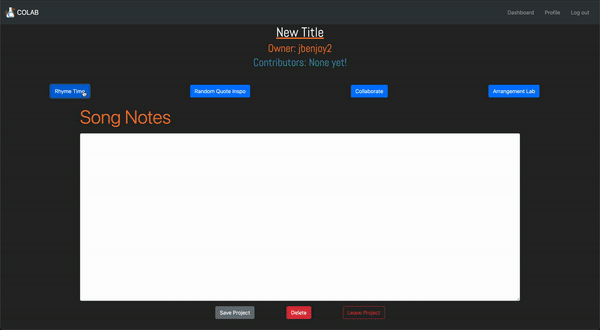 COLAB Dashboard Profile Log out
New Title
Owner: jbenjoy2
Contributors: None yet!
Rhyme Time Random Quote Inspo Collaborate Arrangement Lab
Song Notes
Save Project Delete Leave Project